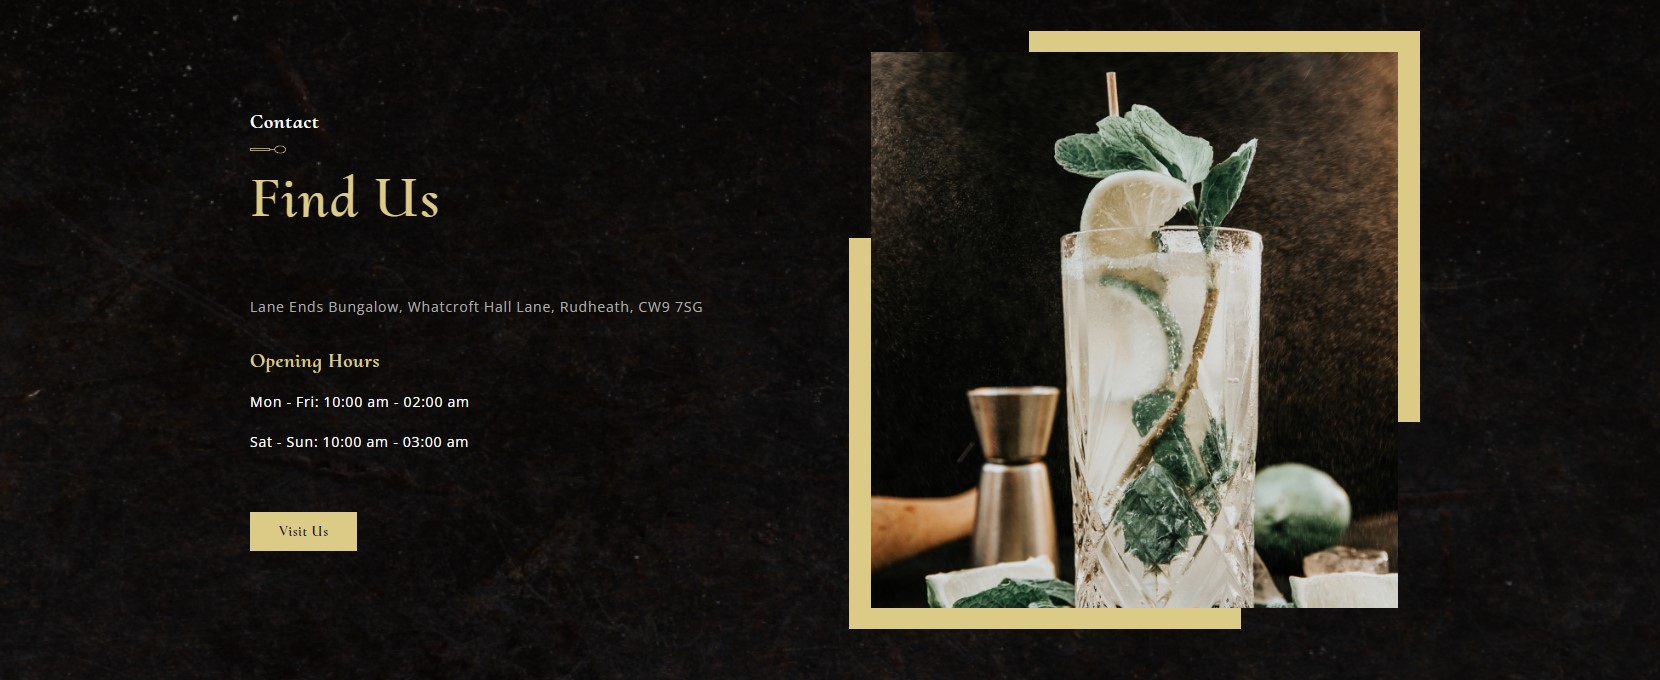 Contact
Find Us
Lane Ends Bungalow, Whatcroft Hall Lane, Rudheath, CW9 7SG
Opening Hours
Mon - Fri: 10:00 am - 02:00 am
Sat - Sun: 10:00 am - 03:00 am
Visit Us